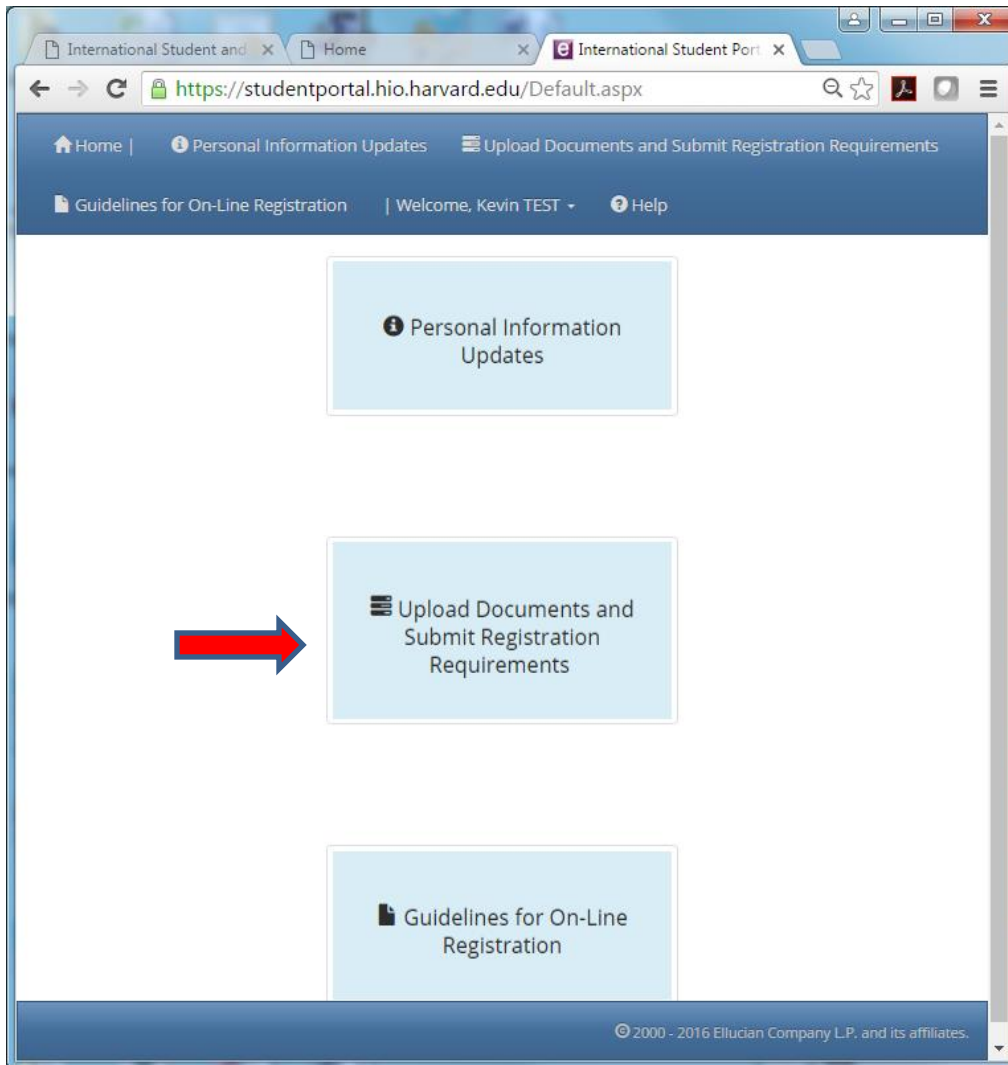 International Student and
Home
International Student Port
https://studentportal.hio.harvard.edu/Default.aspx
Home |
Personal Information Updates
Upload Documents and Submit Registration Requirements
Guidelines for On-Line Registration
| Welcome, Kevin TEST
Help
Personal Information
Updates
Upload Documents and
Submit Registration
Requirements
Guidelines for On-Line
Registration
© 2000 - 2016 Ellucian Company L.P. and its affiliates.